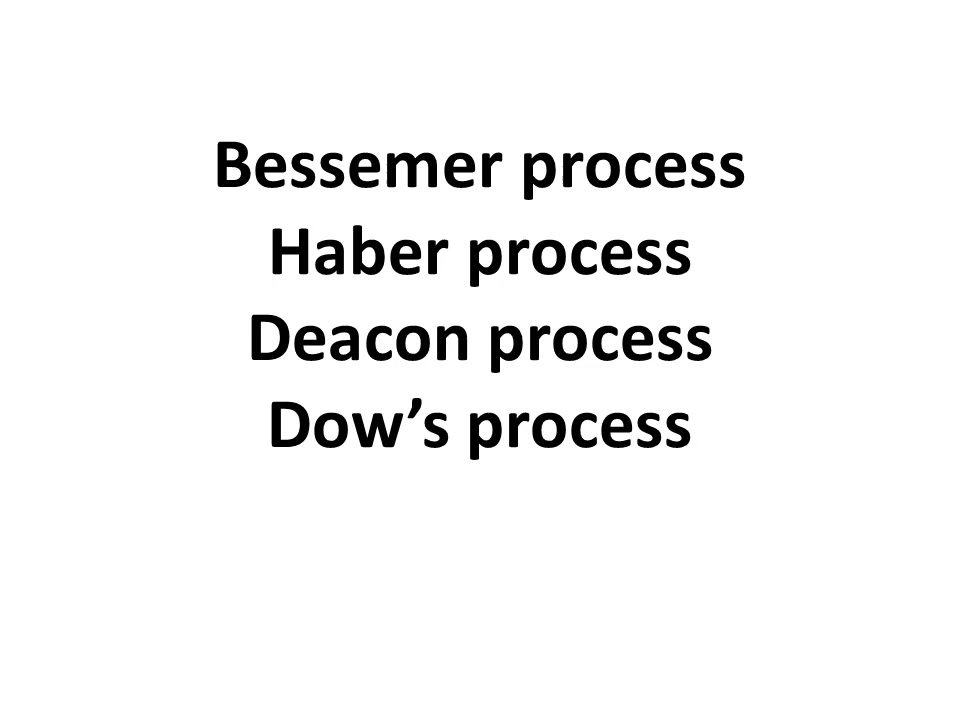 Bessemer process
Haber process
Deacon process
Dow’s process